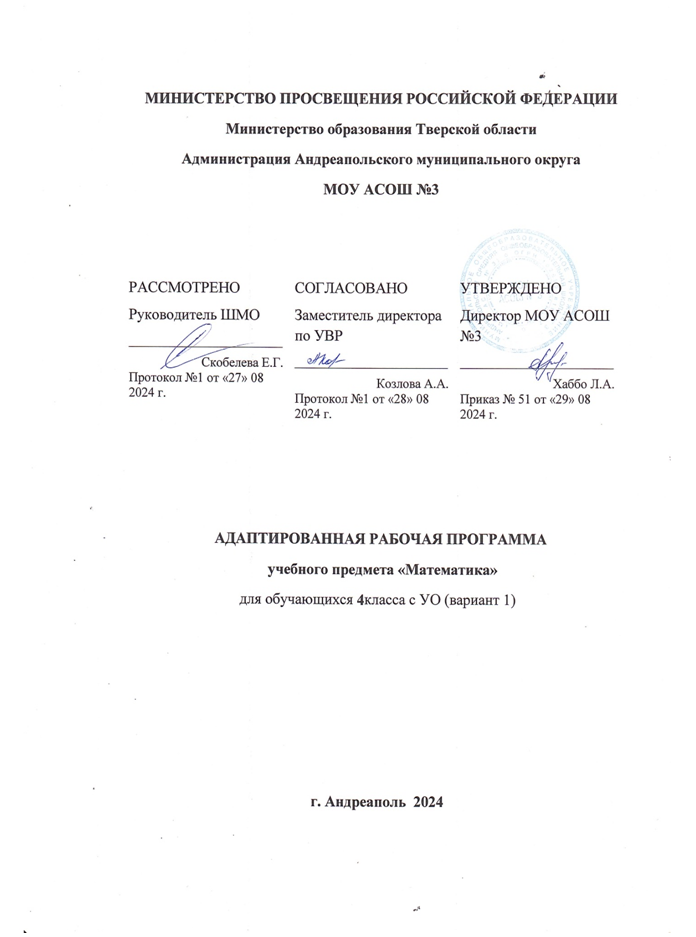 МИНИСТЕРСТВО ПРОСВЕЩЕНИЯ РОССИЙСКОЙ ФЕДЕРАЦИИ
Министерство образования Тверской области
Администрация Андреапольского муниципального округа
МОУ АСОШ №3
РАССМОТРЕНО
Руководитель ШМО
Скобелева Е.Г.
Протокол №1 от «27» 08
2024 г.
СОГЛАСОВАНО
Заместитель директора
по УВР
Козлова А.А.
Протокол №1 от «28» 08
2024 г.
УТВЕРЖДЕНО
Директор МОУ АСОШ
№3
Хаббо Л.А.
Приказ № 51 от «29» 08
2024 г.
АДАПТИРОВАННАЯ РАБОЧАЯ ПРОГРАММА
учебного предмета «Математика»
для обучающихся 4класса с УО (вариант 1)
г. Андреаполь 2024